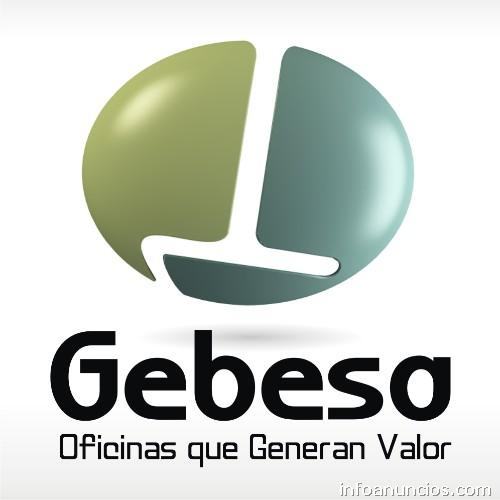 Gebesa
Oficinas que Generan Valor
infoanuncios.com